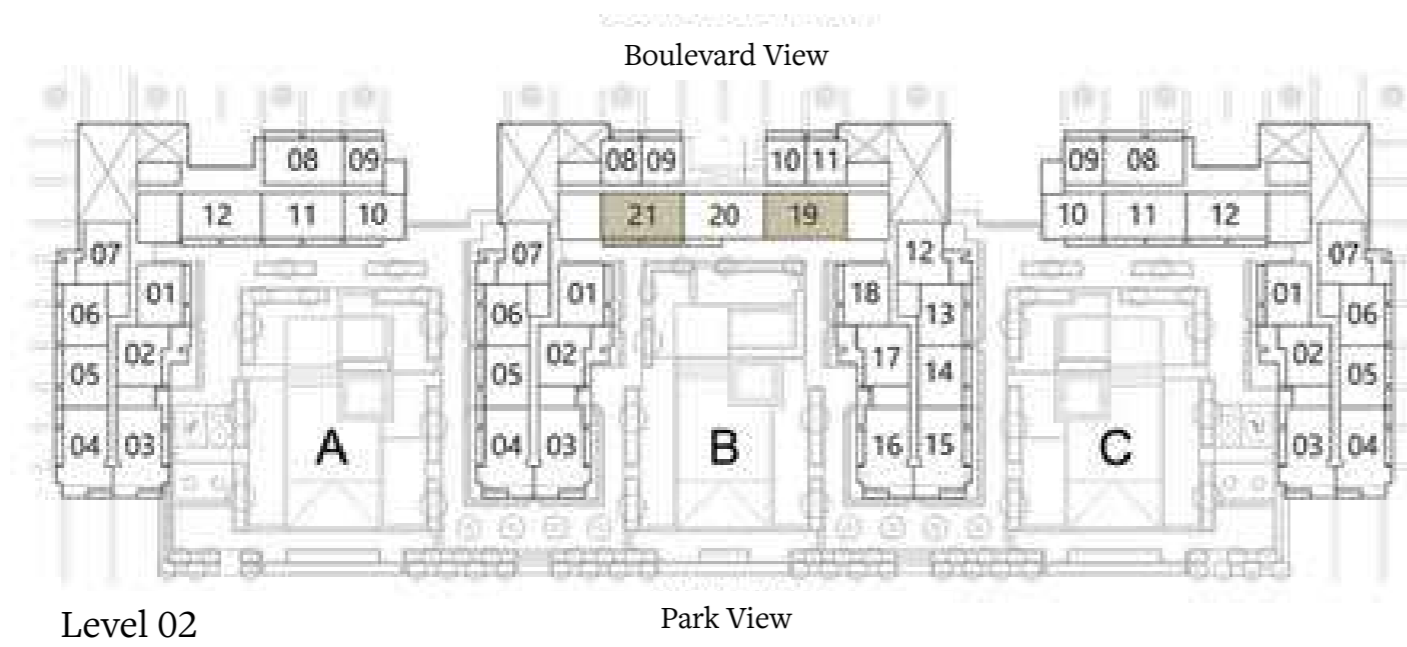 Boulevard View
08 09 08 09 10 11 09 08
12 11 10 21 20 19 10 11 12
07 07 12 07
01 01 18 01
06 06 13 06
02 02 17 02
05 05 14 05
04 03 04 03 16 15 03 04
A B C
Level 02
Park View